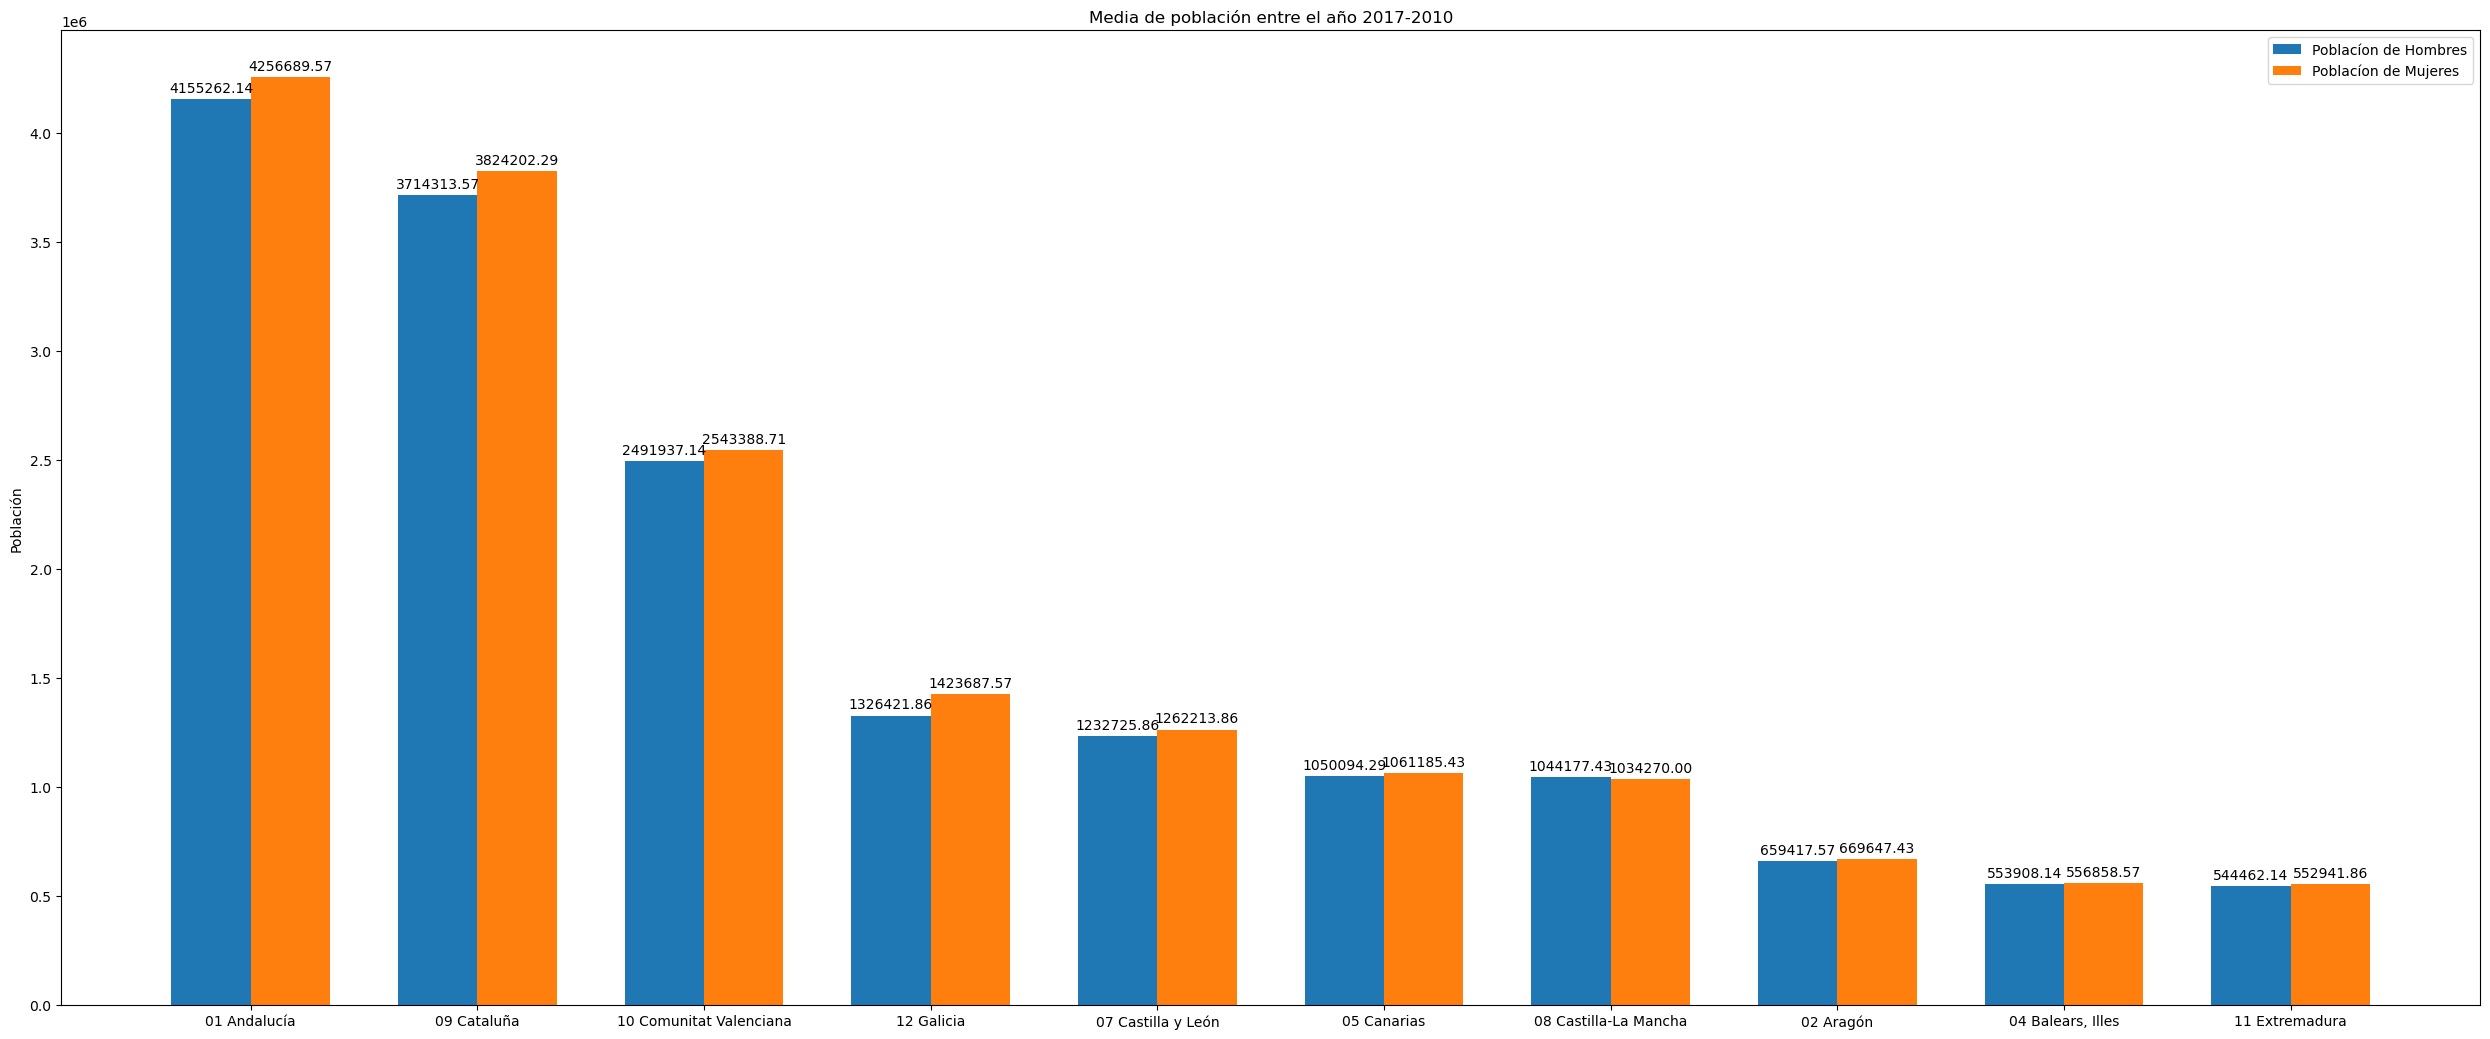 Media de población entre el año 2017-2010
1e6
Poblacíon de Hombres
Poblacíon de Mujeres
Población
4.0
3.5
3.0
2.5
2.0
1.5
1.0
0.5
0.0
4155262.14
4256689.57
3714313.57
3824202.29
2491937.14
2543388.71
1326421.86
1423687.57
1232725.86
1262213.86
1050094.29
1061185.43
1044177.43
1034270.00
659417.57
669647.43
553908.14
556858.57
544462.14
552941.86
01 Andalucía
09 Cataluña
10 Comunitat Valenciana
12 Galicia
07 Castilla y León
05 Canarias
08 Castilla-La Mancha
02 Aragón
04 Balears, Illes
11 Extremadura